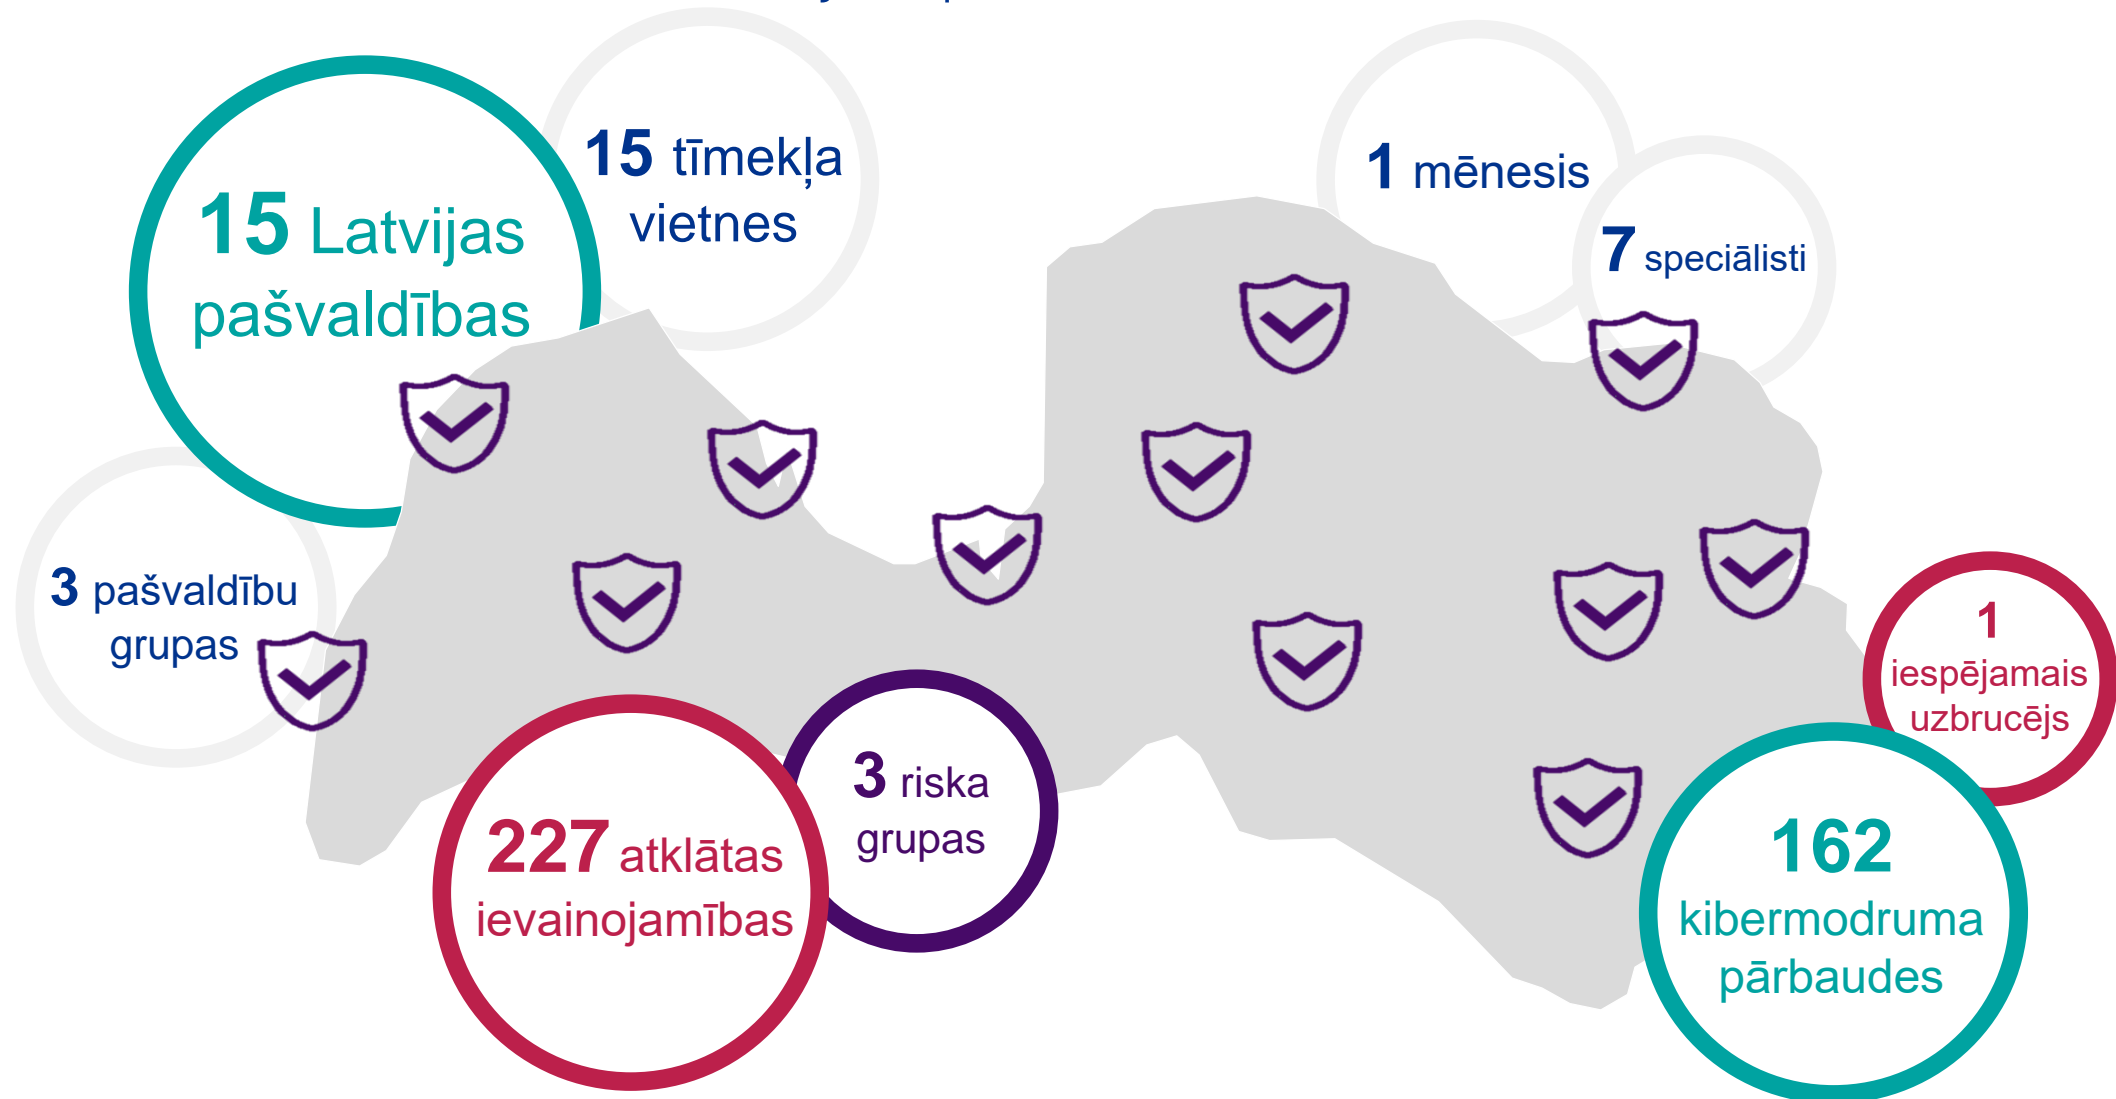 15 tīmekļa
vietnes
1 mēnesis
15 Latvijas
pašvaldības
7 speciālisti
3 pašvaldību
grupas
1
iespējamais
uzbrucējs
3 riska
grupas
227 atklātas
ievainojamības
162
kibermodruma
pārbaudes